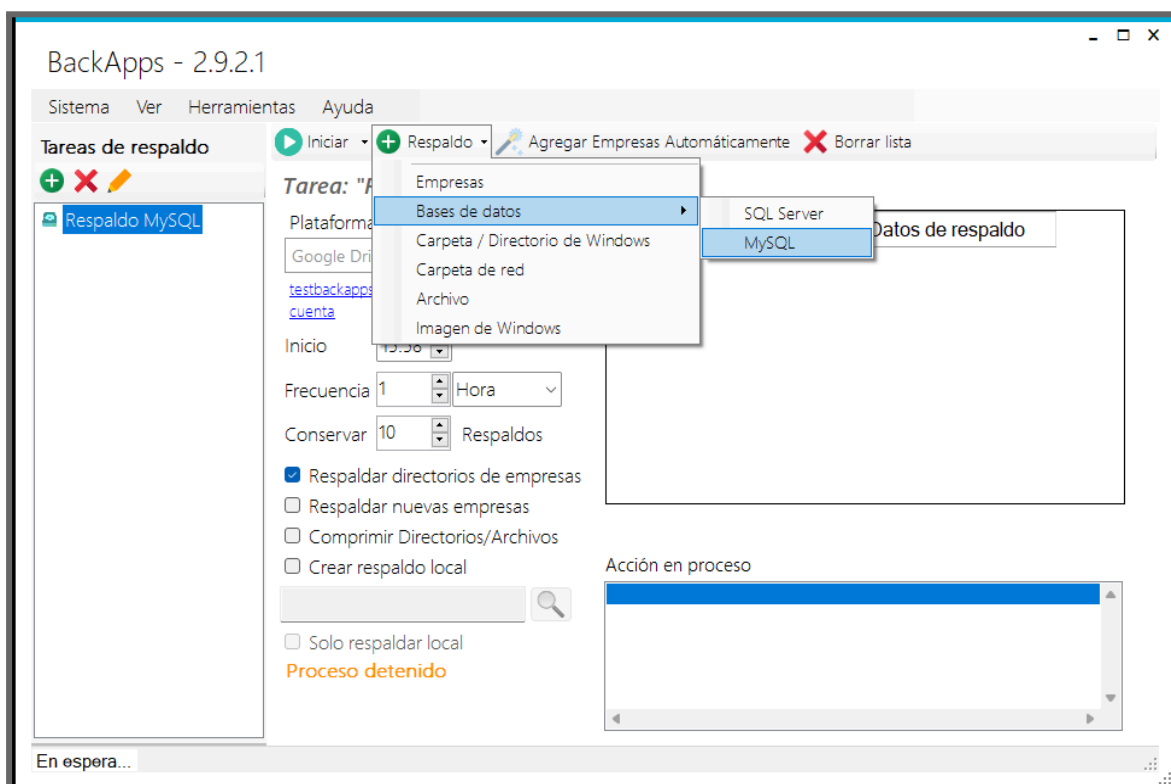 BackApps - 2.9.2.1
Sistema Ver Herramientas Ayuda
Tareas de respaldo
Iniciar Respaldo Agregar Empresas Automáticamente Borrar lista
Respaldo MySQL
Tarea:
Empresas
Bases de datos
Carpeta / Directorio de Windows
Carpeta de red
Archivo
Imagen de Windows
SQL Server
MySQL
Datos de respaldo
Plataforma
Google Dri
testbackapps
cuenta
Inicio
Frecuencia 1 Hora
Conservar 10 Respaldos
Respaldar directorios de empresas
Respaldar nuevas empresas
Comprimir Directorios/Archivos
Crear respaldo local
Solo respaldar local
Proceso detenido
Acción en proceso
En espera...